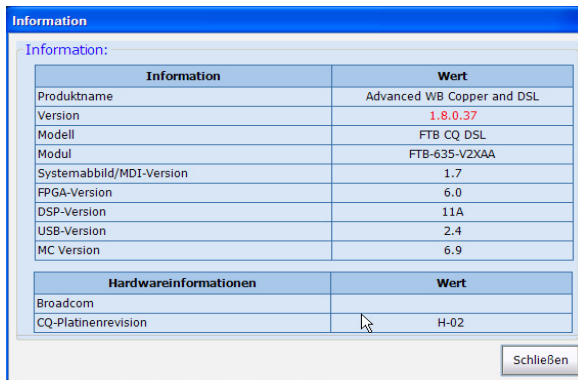 Information
Information:
Information Wert
Produktname Advanced WB Copper and DSL
Version 1.8.0.37
Modell FTB CQ DSL
Modul FTB-635-V2XAA
Systemabbild/MDI-Version 1.7
FPGA-Version 6.0
DSP-Version 11A
USB-Version 2.4
MC Version 6.9
Hardwareinformationen Wert
Broadcom
CQ-Platinenrevision H-02
Schließen